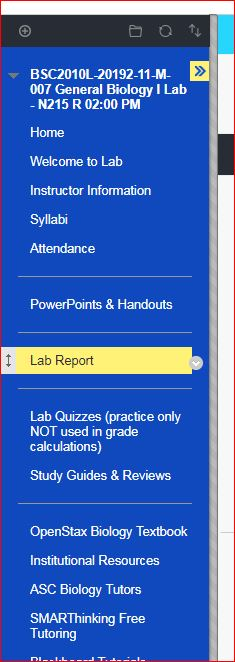 BSC2010L-20192-11-M-
007 General Biology I Lab
- N215 R 02:00 PM
Home
Welcome to Lab
Instructor Information
Syllabi
Attendance
PowerPoints & Handouts
Lab Report
Lab Quizzes (practice only
NOT used in grade
calculations)
Study Guides & Reviews
OpenStax Biology Textbook
Institutional Resources
ASC Biology Tutors
SMARThinking Free
Tutoring
Blackboard Tutorials